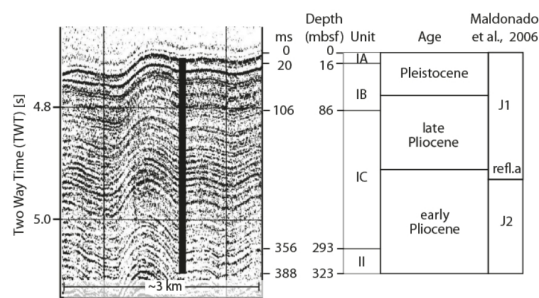 Depth Maldonado
ms (mbsf) Unit Age et al., 2006
0 0 IA
20 16
Pleistocene
IB
4.8 106 86
J1
late
Pliocene
refl.a
IC
early
Pliocene
J2
5.0
356 293
II
388 323
~3 km
Two Way Time (TWT) [s]